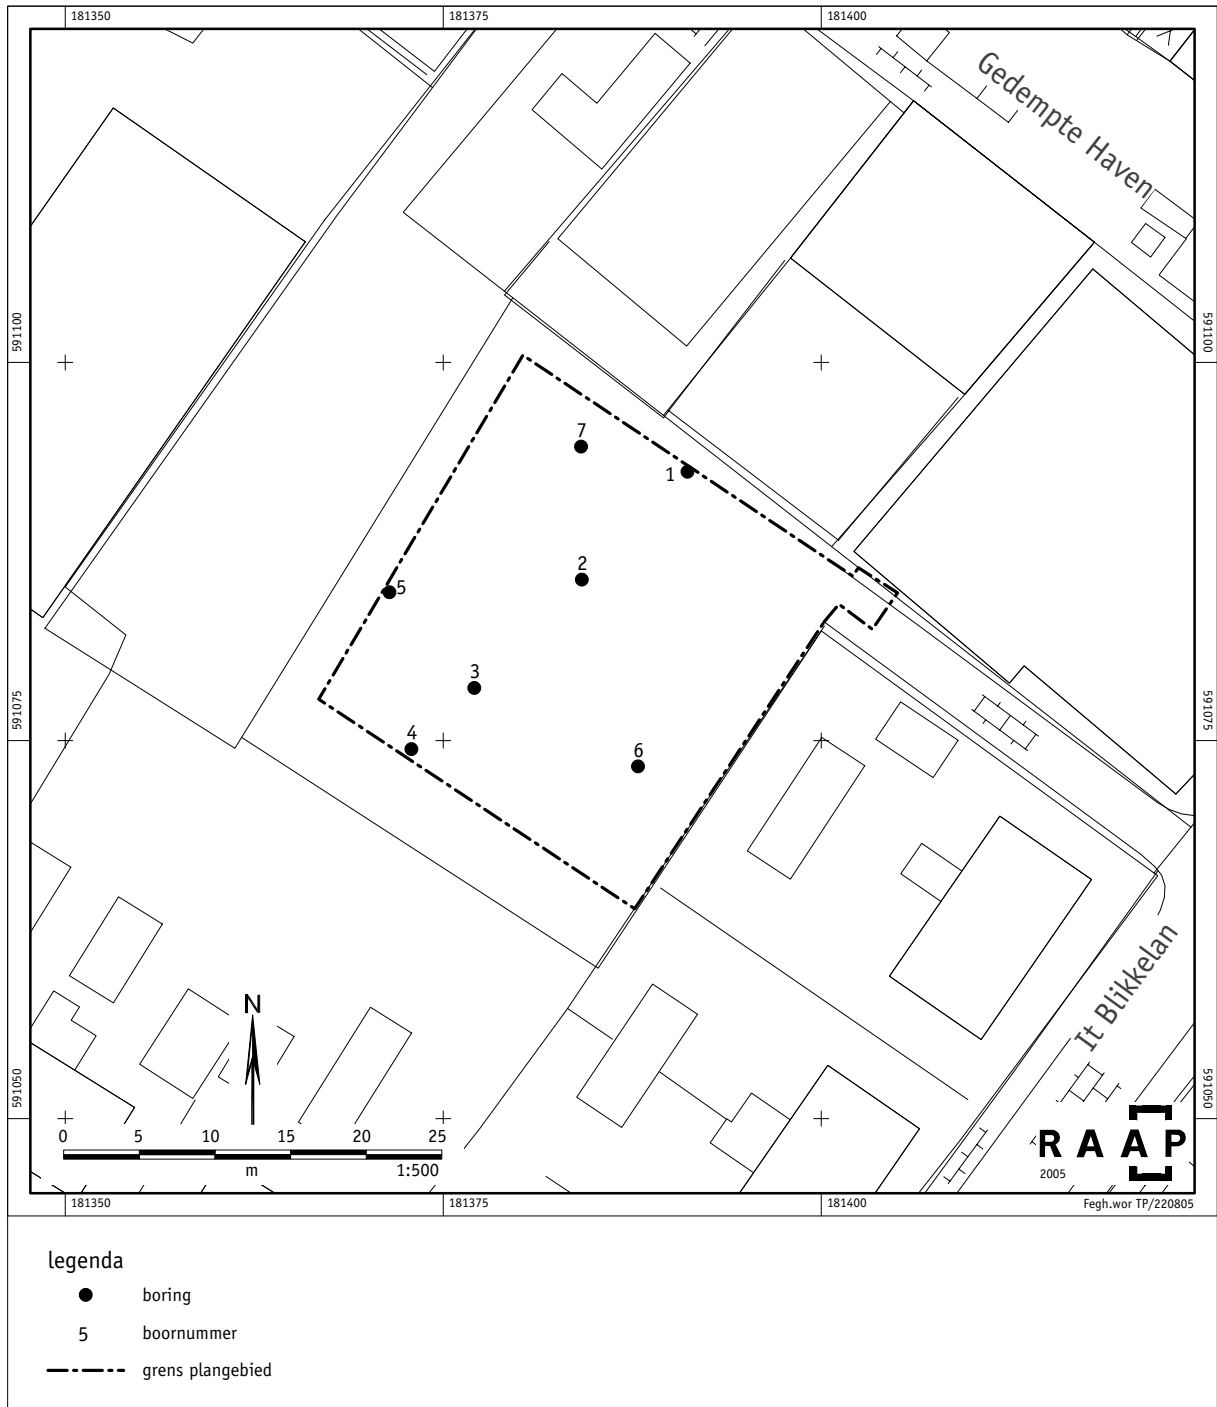 181350
181375
181400
Gedempte Haven
591100
591100
7
1
2
5
3
591075
591075
4
6
It Blikkelan
N
591050
591050
0 5 10 15 20 25
m 1:500
RAAP
2005
181350
181375
181400
Fegh.wor TP/220805
legenda
boring
5 boornummer
grens plangebied